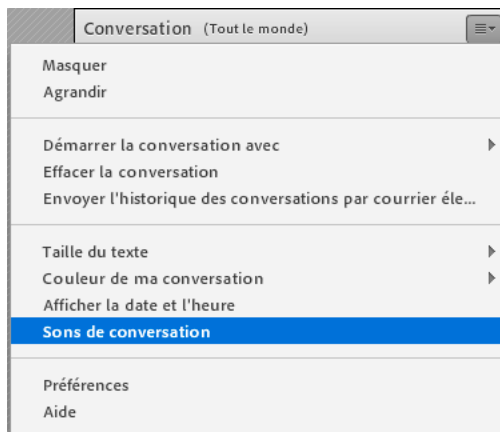 Conversation (Tout le monde)
Masquer
Agrandir
Démarrer la conversation avec
Effacer la conversation
Envoyer l'historique des conversations par courrier éle...
Taille du texte
Couleur de ma conversation
Afficher la date et l'heure
Sons de conversation
Préférences
Aide